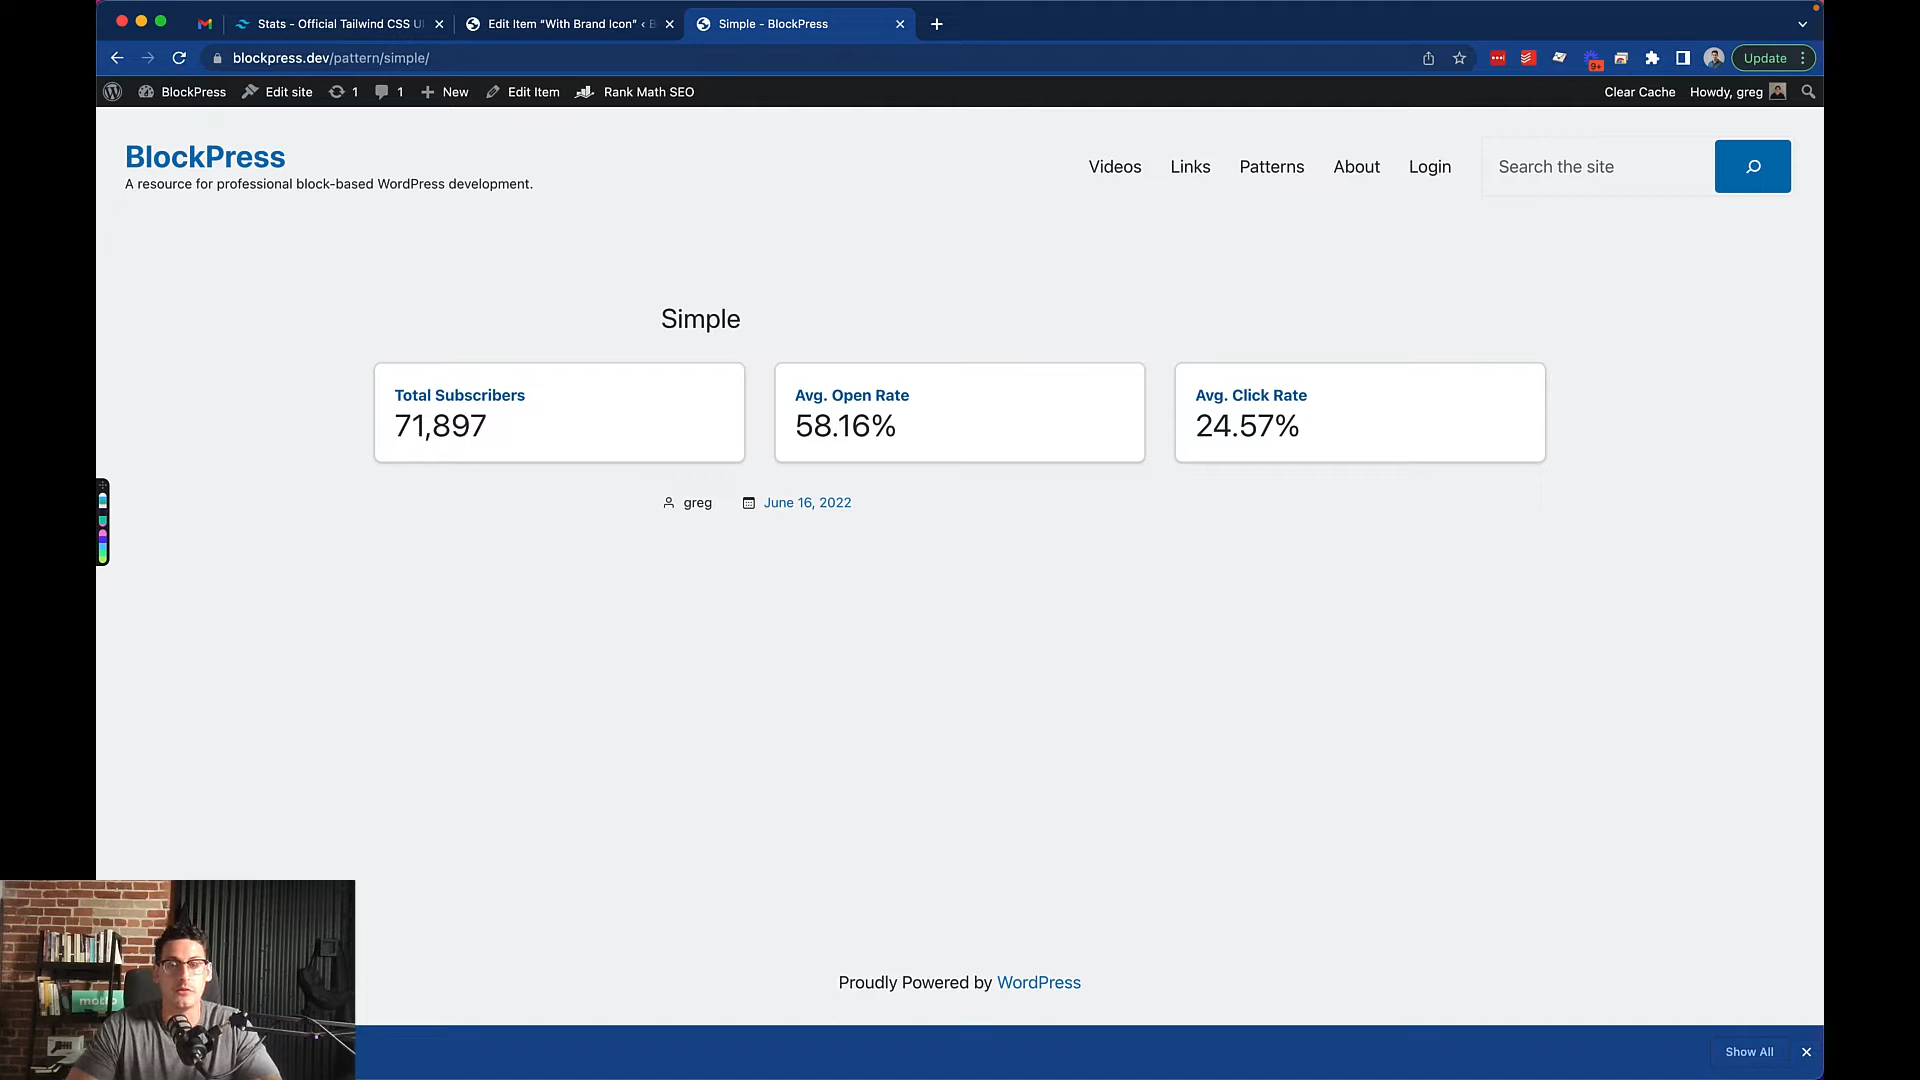 Stats - Official Tailwind CSS UI
Edit Item “With Brand Icon” ‹ B
Simple - BlockPress
blockpress.dev/pattern/simple/
9+
Update
BlockPress
Edit site
1
1
New
Edit Item
Rank Math SEO
Clear Cache
Howdy, greg
BlockPress
A resource for professional block-based WordPress development.
Videos
Links
Patterns
About
Login
Search the site
Simple
Total Subscribers
71,897
Avg. Open Rate
58.16%
Avg. Click Rate
24.57%
greg
June 16, 2022
Proudly Powered by WordPress
motto
Show All